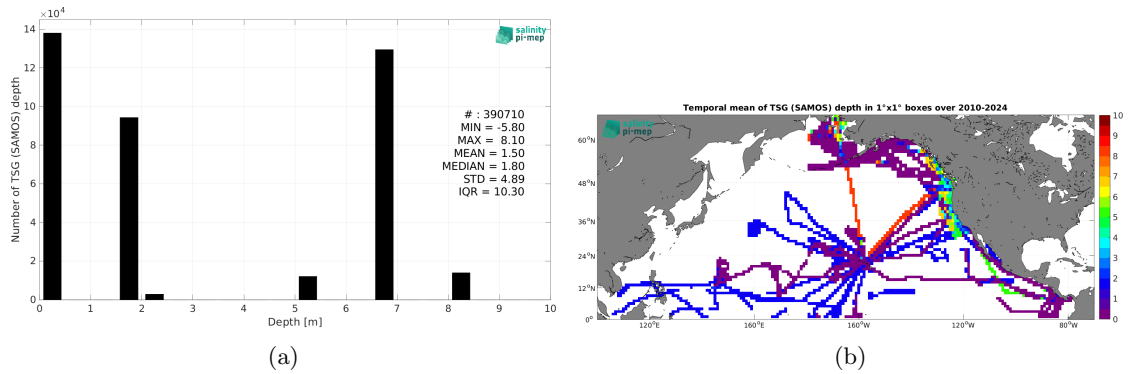 ×10⁴
14
12
10
8
6
4
2
0
Number of TSG (SAMOS) depth
0 1 2 3 4 5 6 7 8 9 10
Depth [m]
salinity
pi-mep
# : 390710
MIN = -5.80
MAX = 8.10
MEAN = 1.50
MEDIAN = 1.80
STD = 4.89
IQR = 10.30
(a)
Temporal mean of TSG (SAMOS) depth in 1°x1° boxes over 2010-2024
salinity
pi-mep
60°N
48°N
36°N
24°N
12°N
0°
120°E 160°E 160°W 120°W 80°W
10
9
8
7
6
5
4
3
2
1
0
(b)